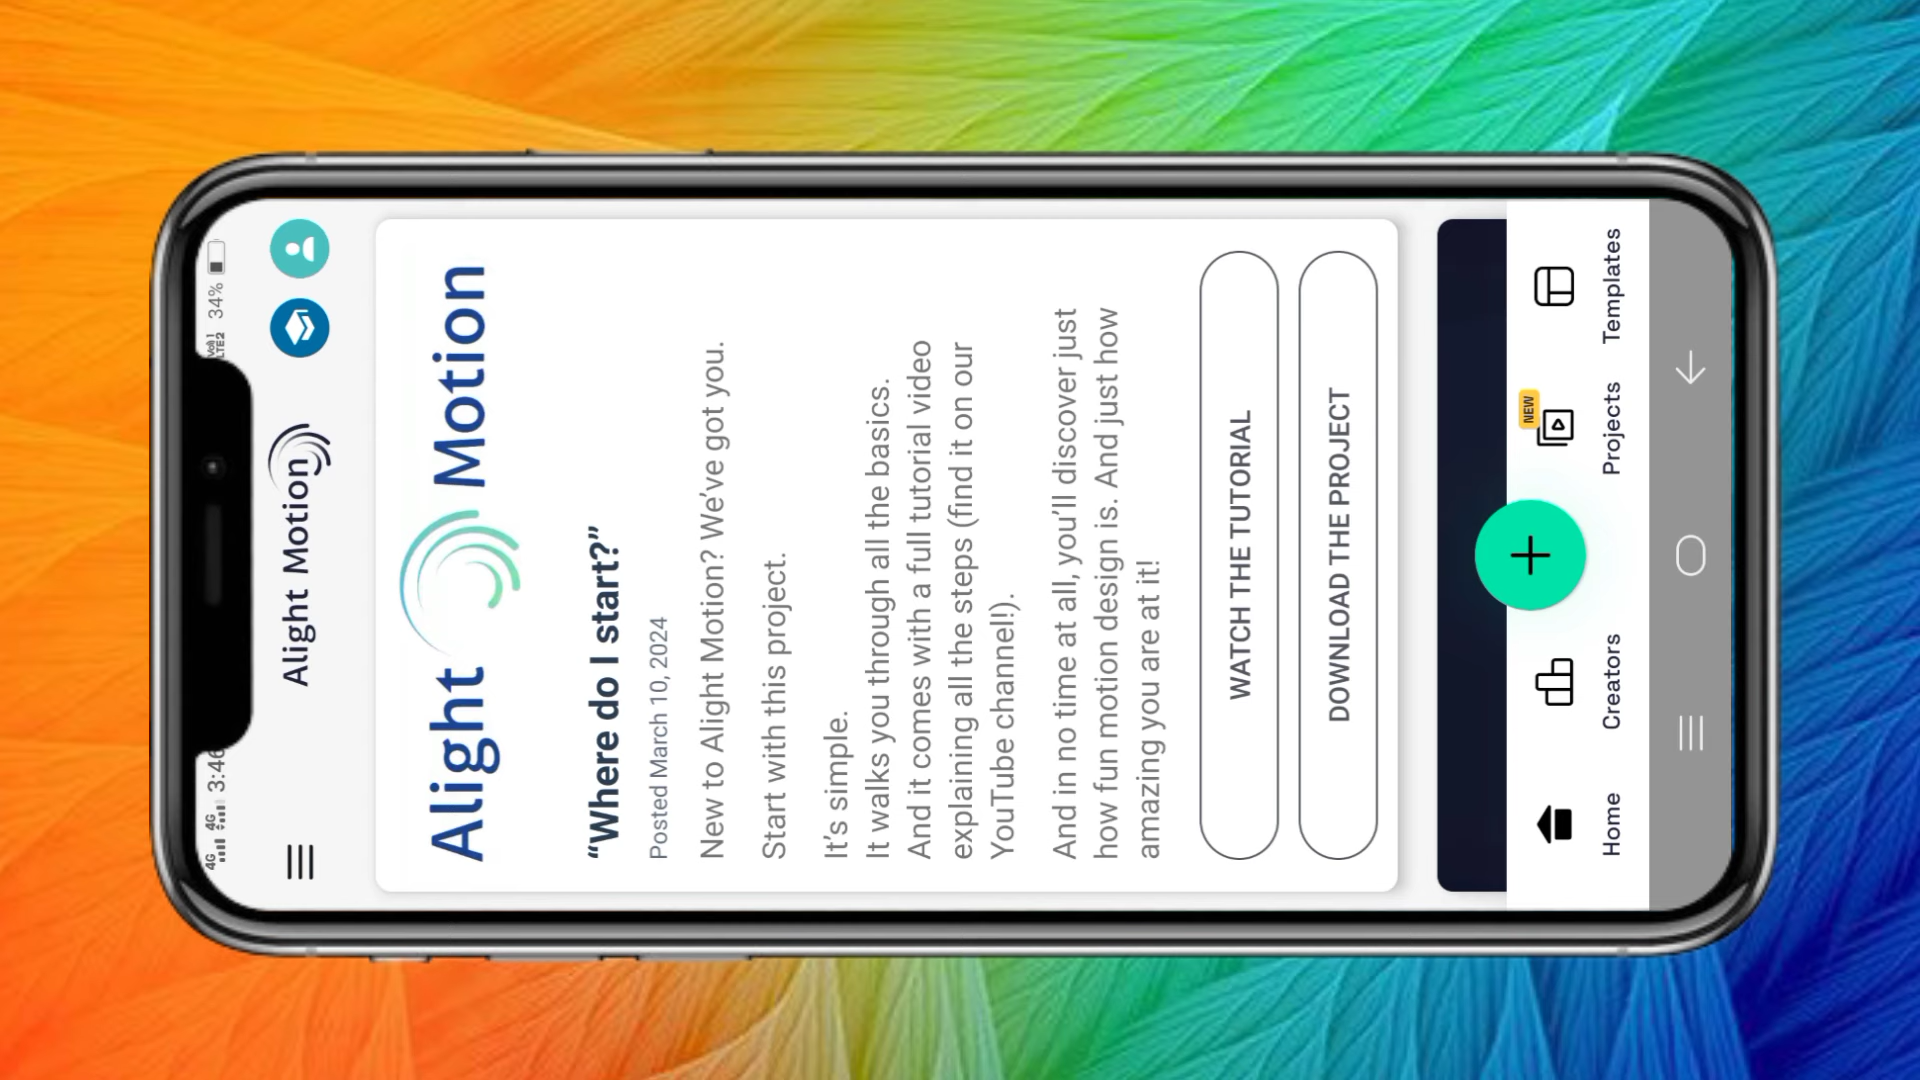 4G 4G 3:46
Vol) LTE2 34%
Alight Motion
Alight Motion
“Where do I start?”
Posted March 10, 2024
New to Alight Motion? We’ve got you.
Start with this project.
It’s simple.
It walks you through all the basics.
And it comes with a full tutorial video
explaining all the steps (find it on our
YouTube channel!).
And in no time at all, you’ll discover just
how fun motion design is. And just how
amazing you are at it!
WATCH THE TUTORIAL
DOWNLOAD THE PROJECT
NEW
Home
Creators
Projects
Templates